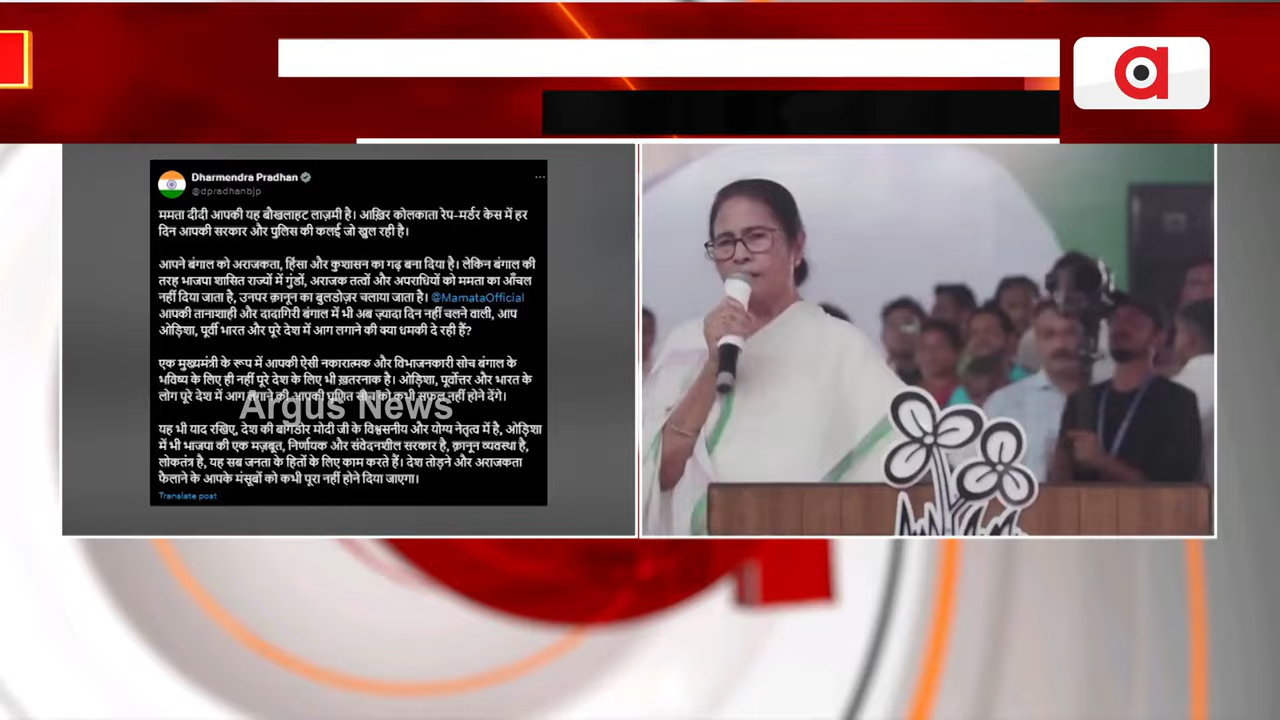 Dharmendra Pradhan
@dpradhanbjp
ममता दीदी आपकी यह बौखलाहट लाज़मी है। आख़िर कोलकाता रेप-मर्डर केस में हर
दिन आपकी सरकार और पुलिस की कलई जो खुल रही है।
आपने बंगाल को अराजकता, हिंसा और कुशासन का गढ़ बना दिया है। लेकिन बंगाल की
तरह भाजपा शासित राज्यों में गुंडों, अराजक तत्वों और अपराधियों को ममता का आँचल
नहीं दिया जाता है, उनपर क़ानून का बुलडोज़र चलाया जाता है। @MamataOfficial
आपकी तानाशाही और दादागीरी बंगाल में भी अब ज़्यादा दिन नहीं चलने वाली, आप
ओड़िशा, पूर्वी भारत और पूरे देश में आग लगाने की क्या धमकी दे रही हैं?
एक मुख्यमंत्री के रूप में आपकी ऐसी नकारात्मक और विभाजनकारी सोच बंगाल के
भविष्य के लिए ही नहीं पूरे देश के लिए भी ख़तरनाक है। ओड़िशा, पूर्वोत्तर और भारत के
लोग पूरे देश में आग लगाने की आपकी घृणित सोच को कभी सफल नहीं होने देंगे।
Argus News
यह भी याद रखिए, देश की बागडोर मोदी जी के विश्वसनीय और योग्य नेतृत्व में है, ओड़िशा
में भी भाजपा की एक मज़बूत, निर्णायक और संवेदनशील सरकार है, क़ानून व्यवस्था है,
लोकतंत्र है, यह सब जनता के हितों के लिए काम करते हैं। देश तोड़ने और अराजकता
फैलाने के आपके मंसूबों को कभी पूरा नहीं होने दिया जाएगा।
Translate post
a